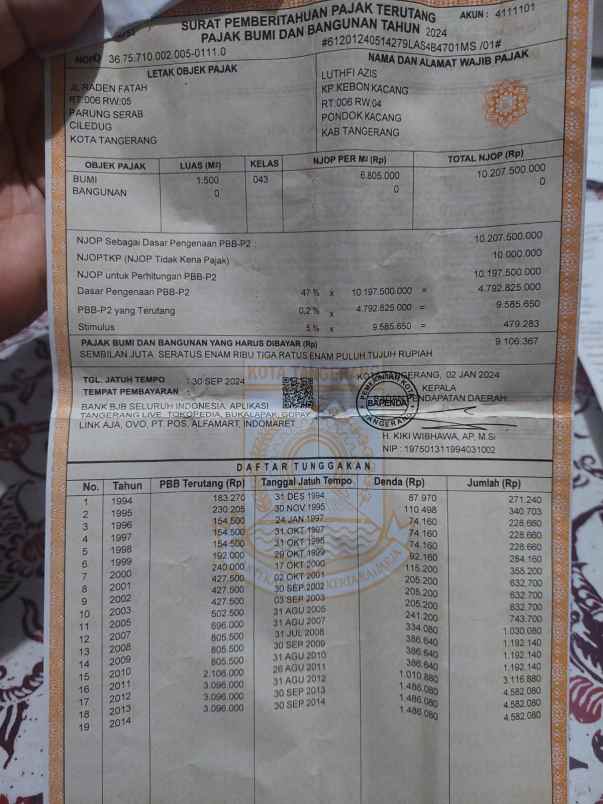 SURAT PEMBERITAHUAN PAJAK TERUTANG
PAJAK BUMI DAN BANGUNAN TAHUN 2024
AKUN : 4111101
NOPD 36.75.710.002.005-0111.0
#61201240514279LAS4B4701MS /01#
LETAK OBJEK PAJAK
JL RADEN FATAH
RT:006 RW:05
PARUNG SERAB
CILEDUG
KOTA TANGERANG
NAMA DAN ALAMAT WAJIB PAJAK
LUTHFI AZIS
KP.KEBON KACANG
RT:006 RW:04
PONDOK KACANG
KAB TANGERANG
OBJEK PAJAK LUAS (M²) KELAS NJOP PER M² (Rp) TOTAL NJOP (Rp)
BUMI 1.500 043 6.805.000 10.207.500.000
BANGUNAN 0 0 0
NJOP Sebagai Dasar Pengenaan PBB-P2 10.207.500.000
NJOPTKP (NJOP Tidak Kena Pajak) 10.000.000
NJOP untuk Perhitungan PBB-P2 10.197.500.000
Dasar Pengenaan PBB-P2 47 % x 10.197.500.000 = 4.792.825.000
PBB-P2 yang Terutang 0,2 % x 4.792.825.000 = 9.585.650
Stimulus 5 % x 9.585.650 = 479.283
PAJAK BUMI DAN BANGUNAN YANG HARUS DIBAYAR (Rp) 9.106.367
SEMBILAN JUTA SERATUS ENAM RIBU TIGA RATUS ENAM PULUH TUJUH RUPIAH
TGL. JATUH TEMPO : 30 SEP 2024
TEMPAT PEMBAYARAN :
BANK BJB SELURUH INDONESIA, APLIKASI
TANGERANG LIVE, TOKOPEDIA, BUKALAPAK, GOPAY
LINK AJA, OVO, PT. POS, ALFAMART, INDOMARET
KOTA TANGERANG
KOTA TANGERANG, 02 JAN 2024
KEPALA
BADAN PENDAPATAN DAERAH
PEMERINTAH KOTA
BAPENDA
TANGERANG
H. KIKI WIBHAWA, AP, M.Si
NIP : 197501311994031002
DAFTAR TUNGGAKAN
No. Tahun PBB Terutang (Rp) Tanggal Jatuh Tempo Denda (Rp) Jumlah (Rp)
1 1994 183.270 31 DES 1994 87.970 271.240
2 1995 230.205 30 NOV 1995 110.498 340.703
3 1996 154.500 24 JAN 1997 74.160 228.660
4 1997 154.500 31 OKT 1997 74.160 228.660
5 1998 154.500 31 OKT 1998 74.160 228.660
6 1999 192.000 29 OKT 1999 92.160 284.160
7 2000 240.000 17 OKT 2000 115.200 355.200
8 2001 427.500 02 OKT 2001 205.200 632.700
9 2002 427.500 30 SEP 2002 205.200 632.700
10 2003 427.500 03 SEP 2003 205.200 632.700
11 2005 502.500 31 AGU 2005 241.200 743.700
12 2007 696.000 31 AGU 2007 334.080 1.030.080
13 2008 805.500 31 JUL 2008 386.640 1.192.140
14 2009 805.500 30 SEP 2009 386.640 1.192.140
15 2010 805.500 31 AGU 2010 386.640 1.192.140
16 2011 2.106.000 26 AGU 2011 1.010.880 3.116.880
17 2012 3.096.000 31 AGU 2012 1.486.080 4.582.080
18 2013 3.096.000 30 SEP 2013 1.486.080 4.582.080
19 2014 3.096.000 30 SEP 2014 1.486.080 4.582.080